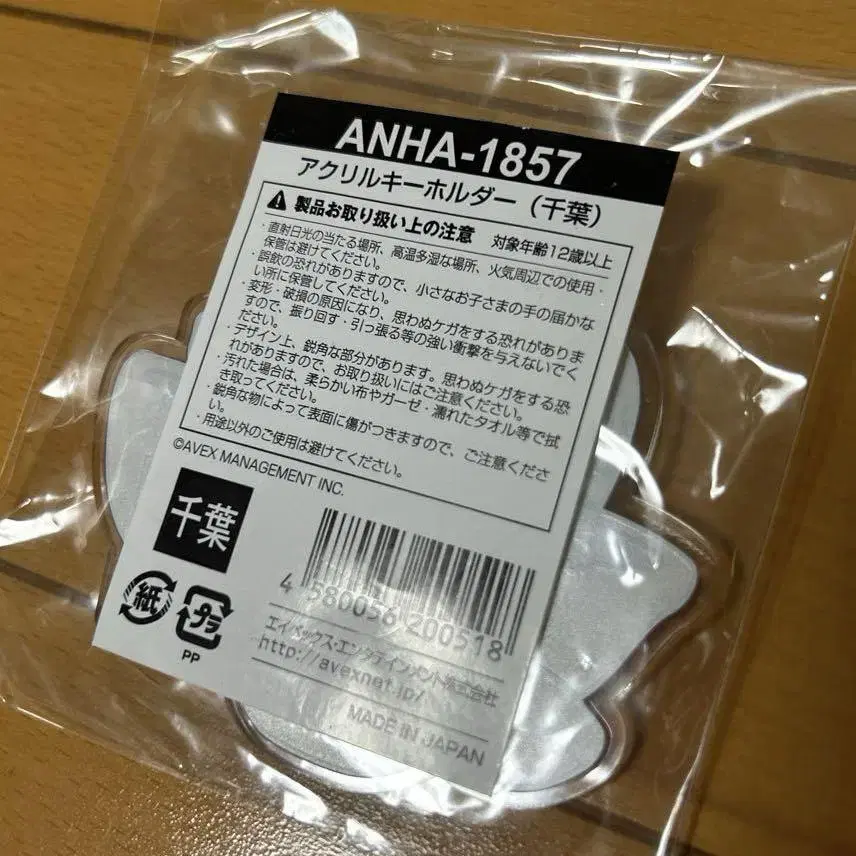 ANHA-1857
アクリルキーホルダー（千葉）
製品お取り扱い上の注意 対象年齢12歳以上
・直射日光の当たる場所、高温多湿な場所、火気周辺での使用・
保管は避けてください。
・誤飲の恐れがありますので、小さなお子さまの手の届かな
い所に保管してください。
・変形・破損の原因になり、思わぬケガをする恐れがありま
すので、振り回す・引っ張る等の強い衝撃を与えないでく
ださい。
・デザイン上、鋭角な部分があります。思わぬケガをする恐
れがありますので、お取り扱いにはご注意ください。
・汚れた場合は、柔らかい布やガーゼ・濡れたタオル等で拭
き取ってください。
・鋭角な物によって表面に傷がつきますので、ご注意くださ
い。
・用途以外のご使用は避けてください。
©AVEX MANAGEMENT INC.
千葉
紙
プラ
PP
4 580056 200518
エイベックス・エンタテインメント株式会社
http://avexnet.jp/
MADE IN JAPAN